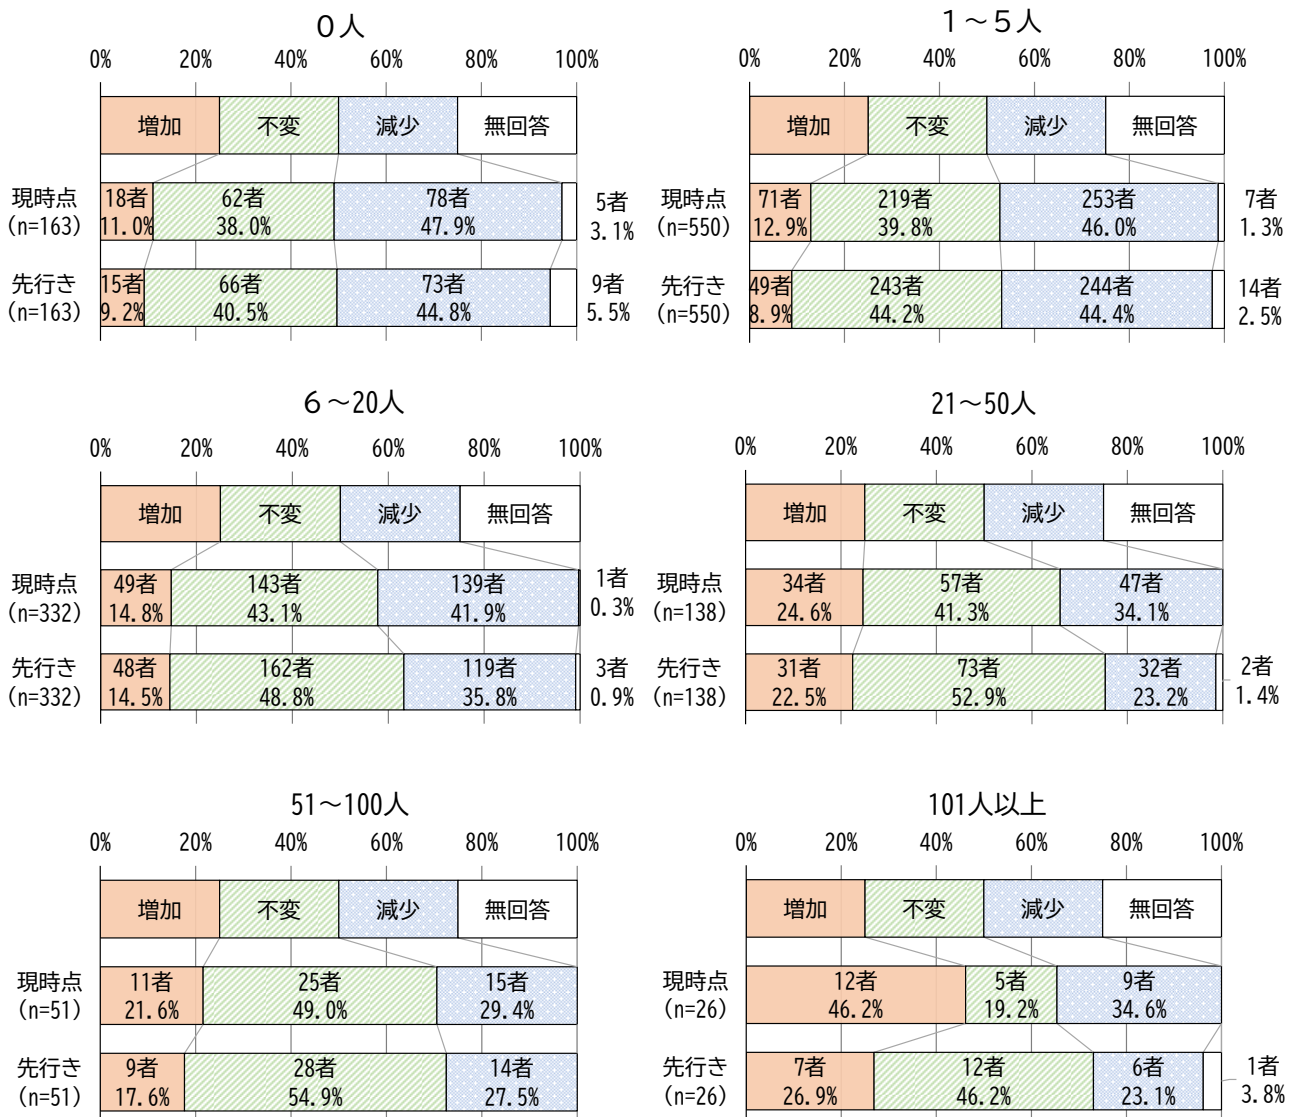 ０人
0% 20% 40% 60% 80% 100%
増加 不変 減少 無回答
現時点
(n=163)
18者 62者 78者 5者
11.0% 38.0% 47.9% 3.1%
先行き
(n=163)
15者 66者 73者 9者
9.2% 40.5% 44.8% 5.5%
１～５人
0% 20% 40% 60% 80% 100%
増加 不変 減少 無回答
現時点
(n=550)
71者 219者 253者 7者
12.9% 39.8% 46.0% 1.3%
先行き
(n=550)
49者 243者 244者 14者
8.9% 44.2% 44.4% 2.5%
６～20人
0% 20% 40% 60% 80% 100%
増加 不変 減少 無回答
現時点
(n=332)
49者 143者 139者 1者
14.8% 43.1% 41.9% 0.3%
先行き
(n=332)
48者 162者 119者 3者
14.5% 48.8% 35.8% 0.9%
21～50人
0% 20% 40% 60% 80% 100%
増加 不変 減少 無回答
現時点
(n=138)
34者 57者 47者
24.6% 41.3% 34.1%
先行き
(n=138)
31者 73者 32者 2者
22.5% 52.9% 23.2% 1.4%
51～100人
0% 20% 40% 60% 80% 100%
増加 不変 減少 無回答
現時点
(n=51)
11者 25者 15者
21.6% 49.0% 29.4%
先行き
(n=51)
9者 28者 14者
17.6% 54.9% 27.5%
101人以上
0% 20% 40% 60% 80% 100%
増加 不変 減少 無回答
現時点
(n=26)
12者 5者 9者
46.2% 19.2% 34.6%
先行き
(n=26)
7者 12者 6者 1者
26.9% 46.2% 23.1% 3.8%